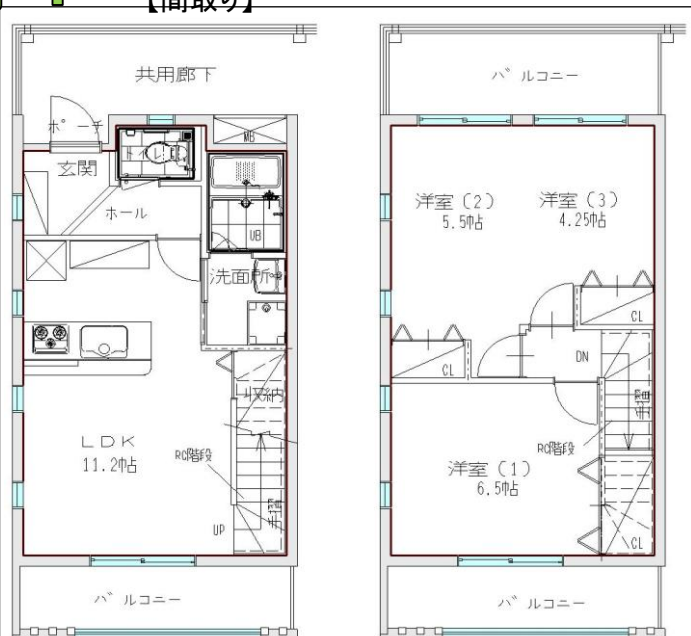 【間取り】
共用廊下
ポーチ
MB
玄関
トイレ
ホール
UB
洗面所
収納
LDK
11.2帖
RC階段
手摺
UP
バルコニー
バルコニー
洋室(2)
5.5帖
洋室(3)
4.25帖
CL
CL
DN
手摺
RC階段
洋室(1)
6.5帖
CL
バルコニー